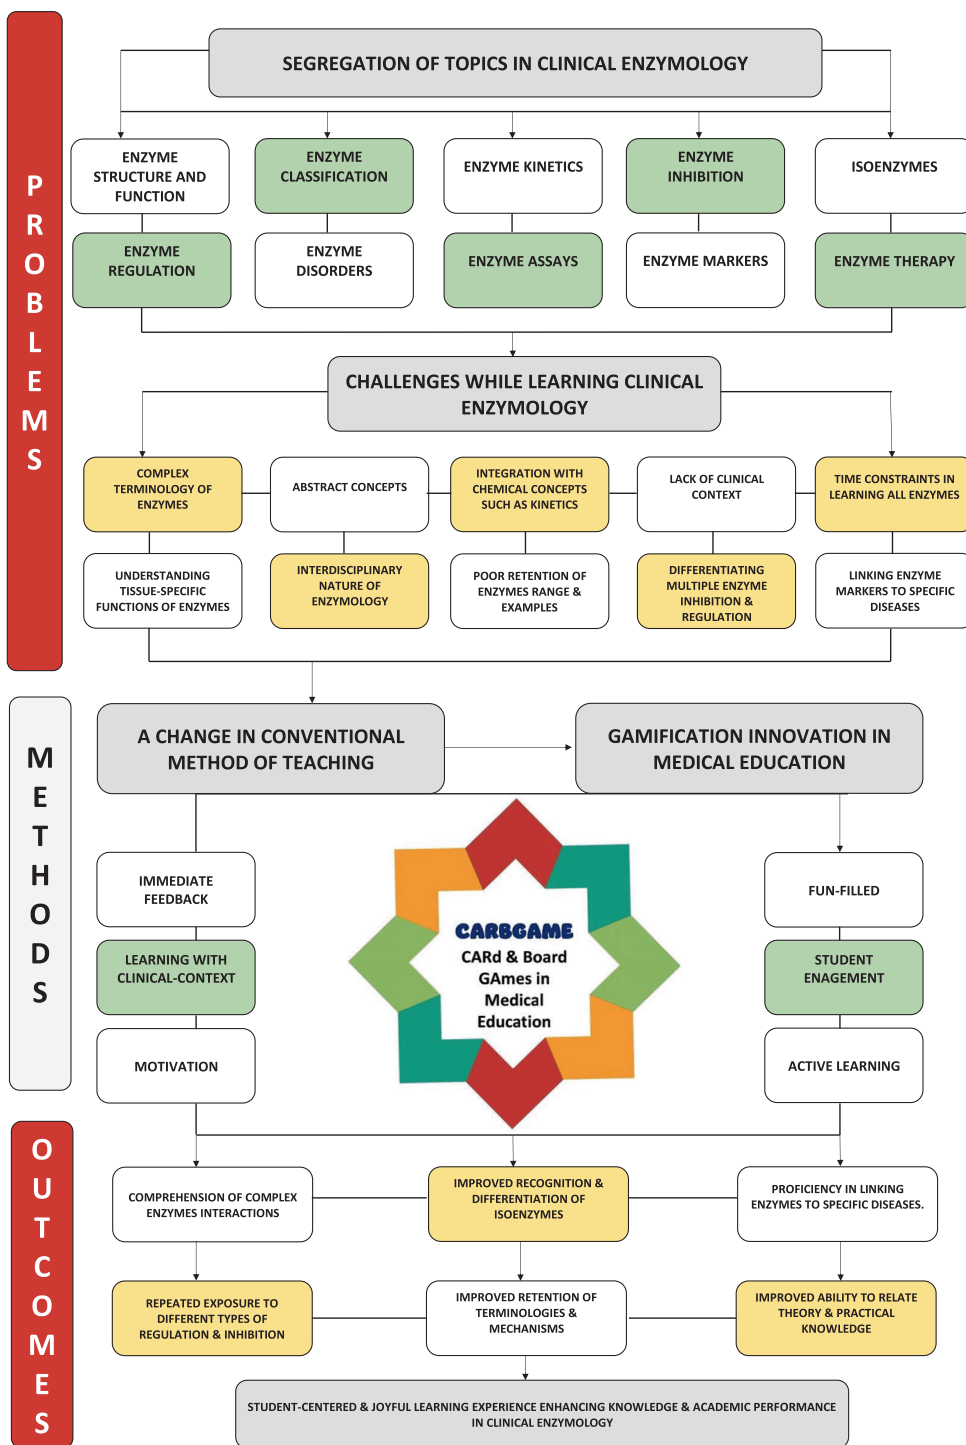 PROBLEMS
SEGREGATION OF TOPICS IN CLINICAL ENZYMOLOGY
ENZYME
STRUCTURE AND
FUNCTION
ENZYME
CLASSIFICATION
ENZYME KINETICS
ENZYME
INHIBITION
ISOENZYMES
ENZYME
REGULATION
ENZYME
DISORDERS
ENZYME ASSAYS
ENZYME MARKERS
ENZYME THERAPY
CHALLENGES WHILE LEARNING CLINICAL
ENZYMOLOGY
COMPLEX
TERMINOLOGY OF
ENZYMES
ABSTRACT CONCEPTS
INTEGRATION WITH
CHEMICAL CONCEPTS
SUCH AS KINETICS
LACK OF CLINICAL
CONTEXT
TIME CONSTRAINTS IN
LEARNING ALL ENZYMES
UNDERSTANDING
TISSUE-SPECIFIC
FUNCTIONS OF ENZYMES
INTERDISCIPLINARY
NATURE OF
ENZYMOLOGY
POOR RETENTION OF
ENZYMES RANGE &
EXAMPLES
DIFFERENTIATING
MULTIPLE ENZYME
INHIBITION &
REGULATION
LINKING ENZYME
MARKERS TO SPECIFIC
DISEASES
METHODS
A CHANGE IN CONVENTIONAL
METHOD OF TEACHING
GAMIFICATION INNOVATION IN
MEDICAL EDUCATION
IMMEDIATE
FEEDBACK
LEARNING WITH
CLINICAL-CONTEXT
MOTIVATION
CARBGAME
CARd & Board
GAmes in
Medical
Education
FUN-FILLED
STUDENT
ENAGEMENT
ACTIVE LEARNING
OUTCOMES
COMPREHENSION OF COMPLEX
ENZYMES INTERACTIONS
IMPROVED RECOGNITION &
DIFFERENTIATION OF
ISOENZYMES
PROFICIENCY IN LINKING
ENZYMES TO SPECIFIC DISEASES.
REPEATED EXPOSURE TO
DIFFERENT TYPES OF
REGULATION & INHIBITION
IMPROVED RETENTION OF
TERMINOLOGIES &
MECHANISMS
IMPROVED ABILITY TO RELATE
THEORY & PRACTICAL
KNOWLEDGE
STUDENT-CENTERED & JOYFUL LEARNING EXPERIENCE ENHANCING KNOWLEDGE & ACADEMIC PERFORMANCE
IN CLINICAL ENZYMOLOGY